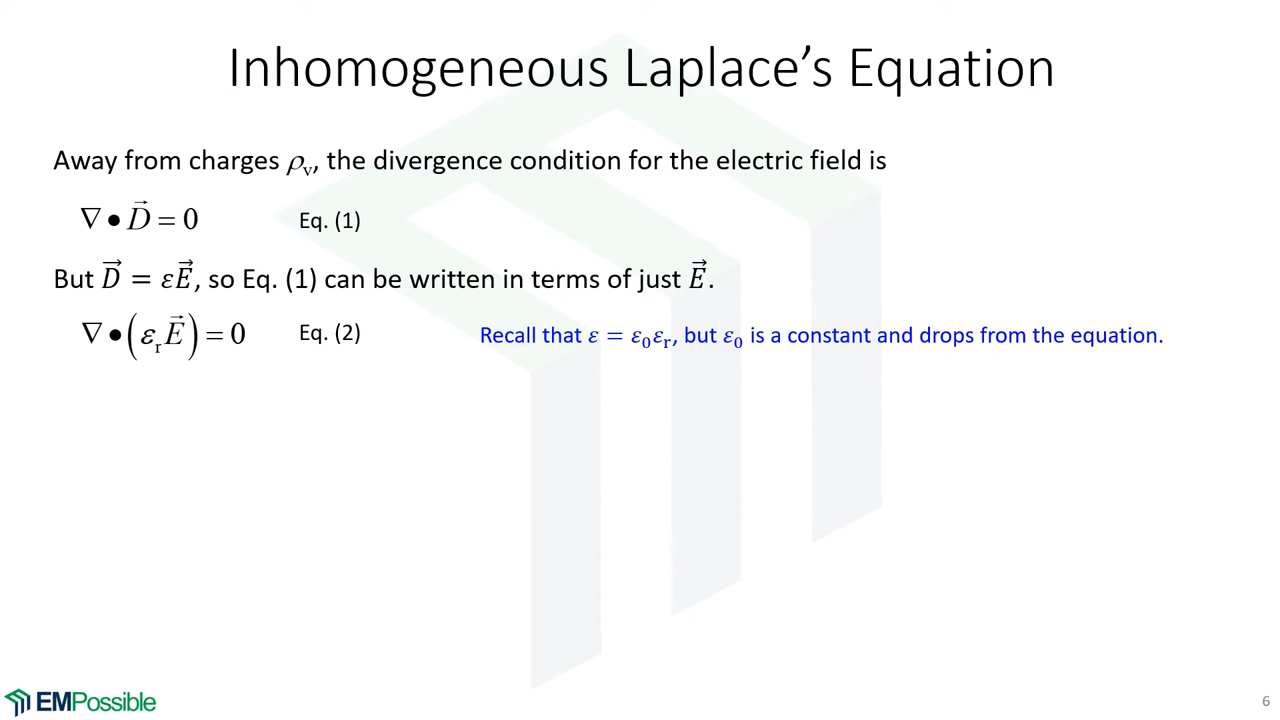 Inhomogeneous Laplace's Equation
Away from charges ρᵥ, the divergence condition for the electric field is
∇ • D⃗ = 0 Eq. (1)
But D⃗ = εE⃗, so Eq. (1) can be written in terms of just E⃗.
∇ • (εᵣE⃗) = 0 Eq. (2) Recall that ε = ε₀εᵣ, but ε₀ is a constant and drops from the equation.
EMPossible 6